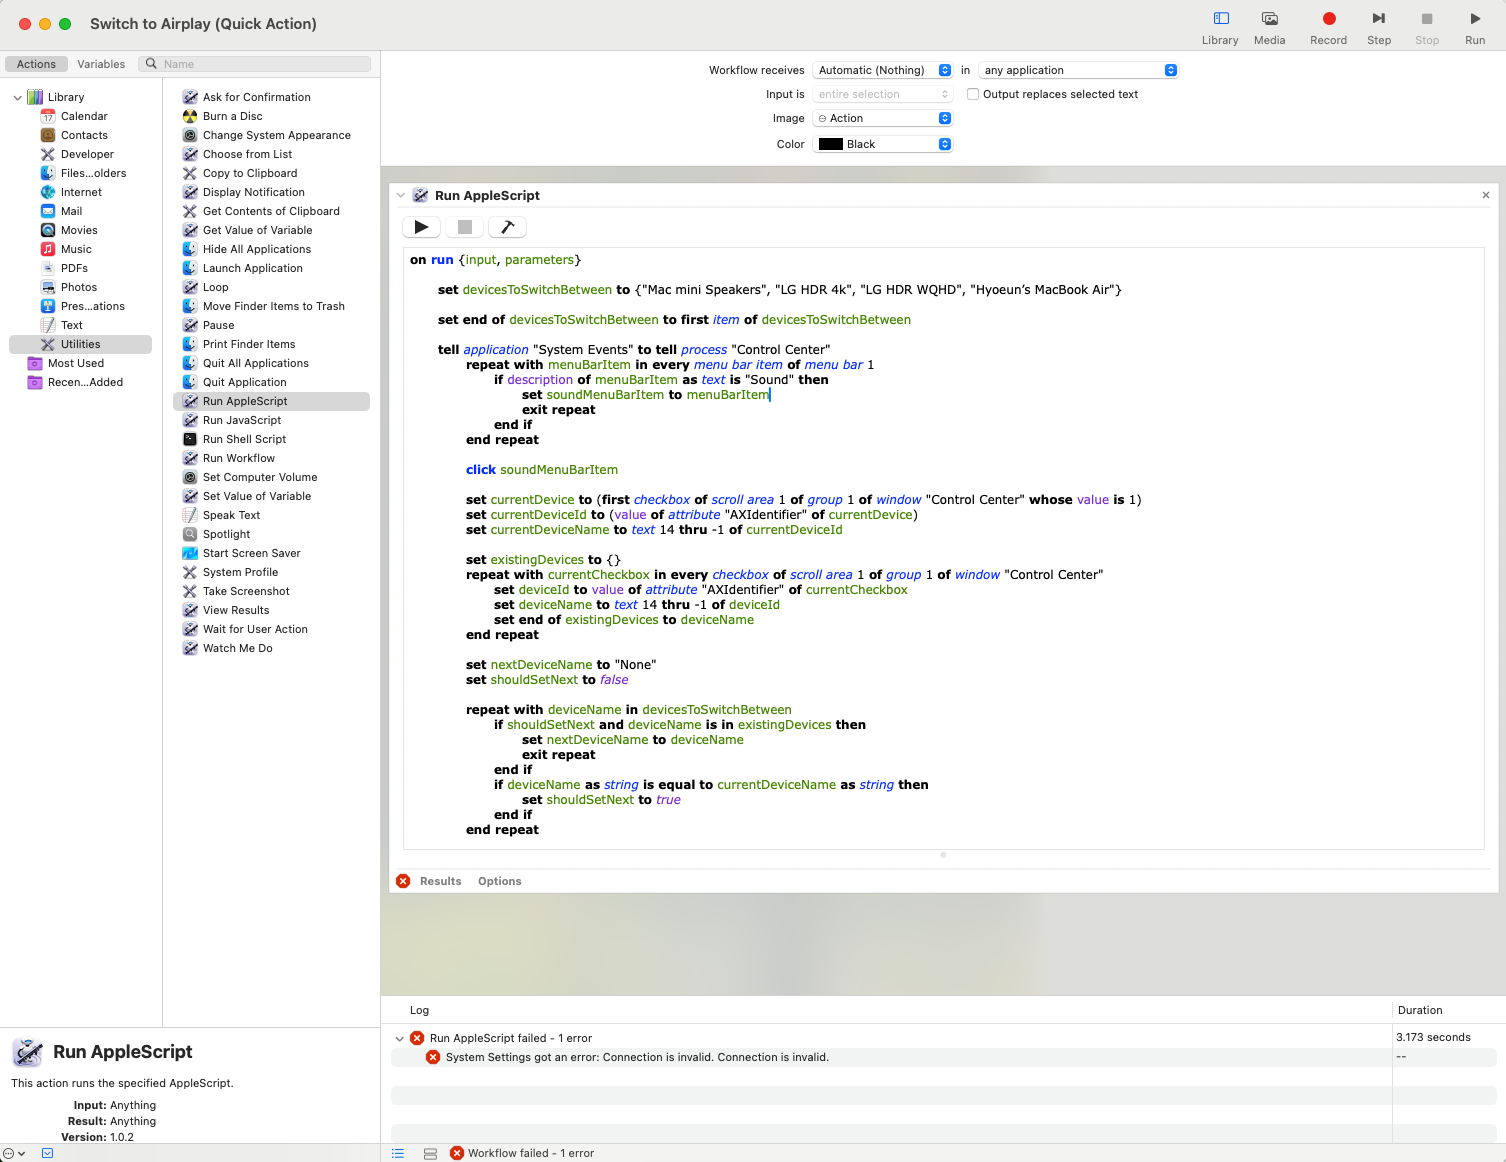 Switch to Airplay (Quick Action)
Library
Media
Record
Step
Stop
Run
Actions
Variables
Name
Library
Calendar
Contacts
Developer
Files...olders
Internet
Mail
Movies
Music
PDFs
Photos
Pres...ations
Text
Utilities
Most Used
Recen...Added
Ask for Confirmation
Burn a Disc
Change System Appearance
Choose from List
Copy to Clipboard
Display Notification
Get Contents of Clipboard
Get Value of Variable
Hide All Applications
Launch Application
Loop
Move Finder Items to Trash
Pause
Print Finder Items
Quit All Applications
Quit Application
Run AppleScript
Run JavaScript
Run Shell Script
Run Workflow
Set Computer Volume
Set Value of Variable
Speak Text
Spotlight
Start Screen Saver
System Profile
Take Screenshot
View Results
Wait for User Action
Watch Me Do
Run AppleScript
This action runs the specified AppleScript.
Input: Anything
Result: Anything
Version: 1.0.2
Workflow receives Automatic (Nothing) in any application
Input is entire selection Output replaces selected text
Image Action
Color Black
Run AppleScript
on run {input, parameters}
set devicesToSwitchBetween to {"Mac mini Speakers", "LG HDR 4k", "LG HDR WQHD", "Hyoeun’s MacBook Air"}
set end of devicesToSwitchBetween to first item of devicesToSwitchBetween
tell application "System Events" to tell process "Control Center"
repeat with menuBarItem in every menu bar item of menu bar 1
if description of menuBarItem as text is "Sound" then
set soundMenuBarItem to menuBarItem
exit repeat
end if
end repeat
click soundMenuBarItem
set currentDevice to (first checkbox of scroll area 1 of group 1 of window "Control Center" whose value is 1)
set currentDeviceId to (value of attribute "AXIdentifier" of currentDevice)
set currentDeviceName to text 14 thru -1 of currentDeviceId
set existingDevices to {}
repeat with currentCheckbox in every checkbox of scroll area 1 of group 1 of window "Control Center"
set deviceId to value of attribute "AXIdentifier" of currentCheckbox
set deviceName to text 14 thru -1 of deviceId
set end of existingDevices to deviceName
end repeat
set nextDeviceName to "None"
set shouldSetNext to false
repeat with deviceName in devicesToSwitchBetween
if shouldSetNext and deviceName is in existingDevices then
set nextDeviceName to deviceName
exit repeat
end if
if deviceName as string is equal to currentDeviceName as string then
set shouldSetNext to true
end if
end repeat
Results Options
Log Duration
Run AppleScript failed - 1 error 3.173 seconds
System Settings got an error: Connection is invalid. Connection is invalid. --
Workflow failed - 1 error